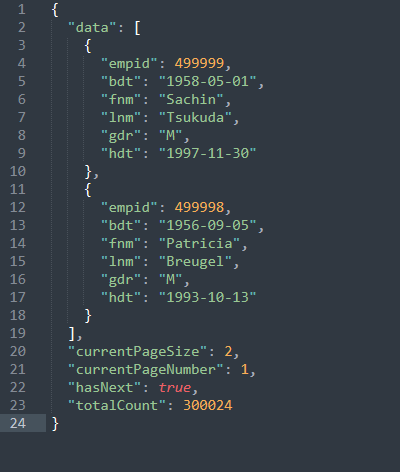 1 {
2 "data": [
3 {
4 "empid": 499999,
5 "bdt": "1958-05-01",
6 "fnm": "Sachin",
7 "lnm": "Tsukuda",
8 "gdr": "M",
9 "hdt": "1997-11-30"
10 },
11 {
12 "empid": 499998,
13 "bdt": "1956-09-05",
14 "fnm": "Patricia",
15 "lnm": "Breugel",
16 "gdr": "M",
17 "hdt": "1993-10-13"
18 }
19 ],
20 "currentPageSize": 2,
21 "currentPageNumber": 1,
22 "hasNext": true,
23 "totalCount": 300024
24 }